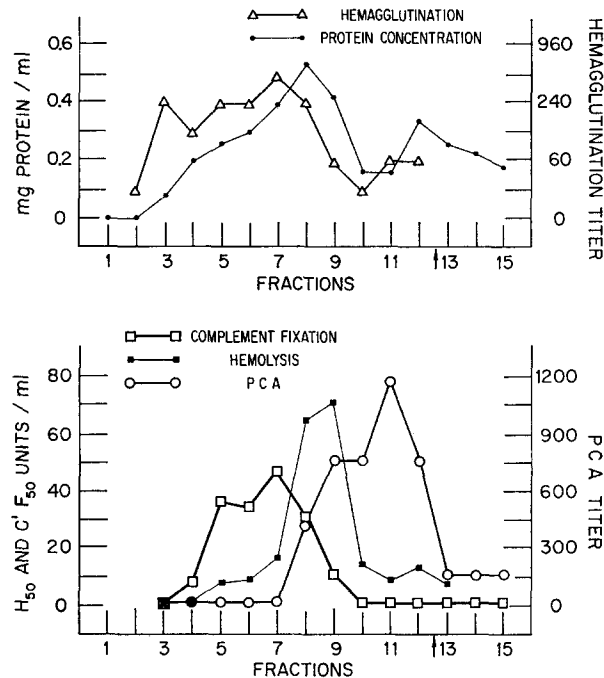 HEMAGGLUTINATION
PROTEIN CONCENTRATION
mg PROTEIN / ml
0.6
0.4
0.2
0
960
240
60
0
HEMAGGLUTINATION TITER
1 3 5 7 9 11 13 15
FRACTIONS
COMPLEMENT FIXATION
HEMOLYSIS
PCA
H50 AND C' F50 UNITS / ml
80
60
40
20
10
0
1200
900
600
300
0
PCA TITER
1 3 5 7 9 11 13 15
FRACTIONS